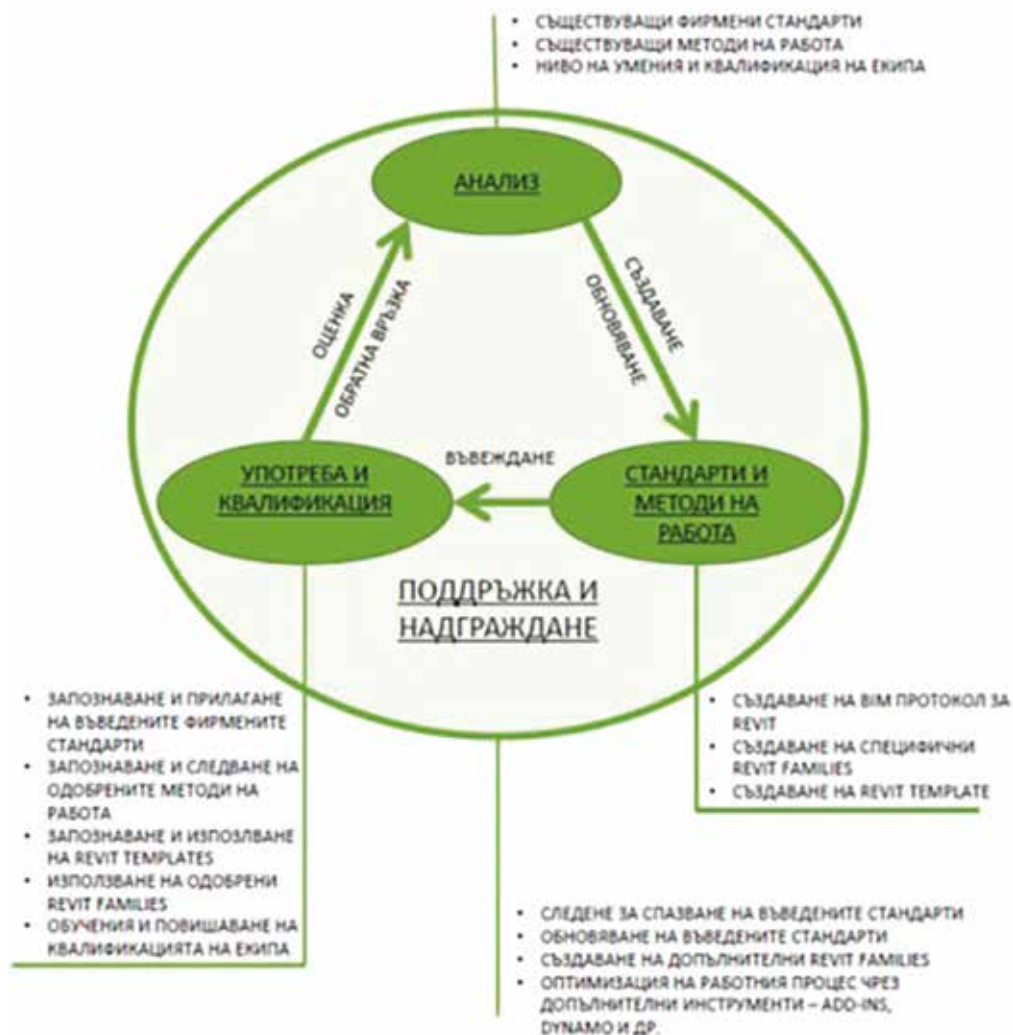 • СЪЩЕСТВУВАЩИ ФИРМЕНИ СТАНДАРТИ
• СЪЩЕСТВУВАЩИ МЕТОДИ НА РАБОТА
• НИВО НА УМЕНИЯ И КВАЛИФИКАЦИЯ НА ЕКИПА
АНАЛИЗ
ОЦЕНКА
ОБРАТНА ВРЪЗКА
СЪЗДАВАНЕ
ОБНОВЯВАНЕ
УПОТРЕБА И
КВАЛИФИКАЦИЯ
ВЪВЕЖДАНЕ
СТАНДАРТИ И
МЕТОДИ НА
РАБОТА
ПОДДРЪЖКА И
НАДГРАЖДАНЕ
• ЗАПОЗНАВАНЕ И ПРИЛАГАНЕ
НА ВЪВЕДЕНИТЕ ФИРМЕНИТЕ
СТАНДАРТИ
• ЗАПОЗНАВАНЕ И СЛЕДВАНЕ НА
ОДОБРЕНИТЕ МЕТОДИ НА
РАБОТА
• ЗАПОЗНАВАНЕ И ИЗПОЗЛВАНЕ
НА REVIT TEMPLATES
• ИЗПОЛЗВАНЕ НА ОДОБРЕНИ
REVIT FAMILIES
• ОБУЧЕНИЯ И ПОВИШАВАНЕ НА
КВАЛИФИКАЦИЯТА НА ЕКИПА
• СЪЗДАВАНЕ НА BIM ПРОТОКОЛ ЗА
REVIT
• СЪЗДАВАНЕ НА СПЕЦИФИЧНИ
REVIT FAMILIES
• СЪЗДАВАНЕ НА REVIT TEMPLATE
• СЛЕДЕНЕ ЗА СПАЗВАНЕ НА ВЪВЕДЕНИТЕ СТАНДАРТИ
• ОБНОВЯВАНЕ НА ВЪВЕДЕНИТЕ СТАНДАРТИ
• СЪЗДАВАНЕ НА ДОПЪЛНИТЕЛНИ REVIT FAMILIES
• ОПТИМИЗАЦИЯ НА РАБОТНИЯ ПРОЦЕС ЧРЕЗ
ДОПЪЛНИТЕЛНИ ИНСТРУМЕНТИ – ADD-INS,
DYNAMO И ДР.